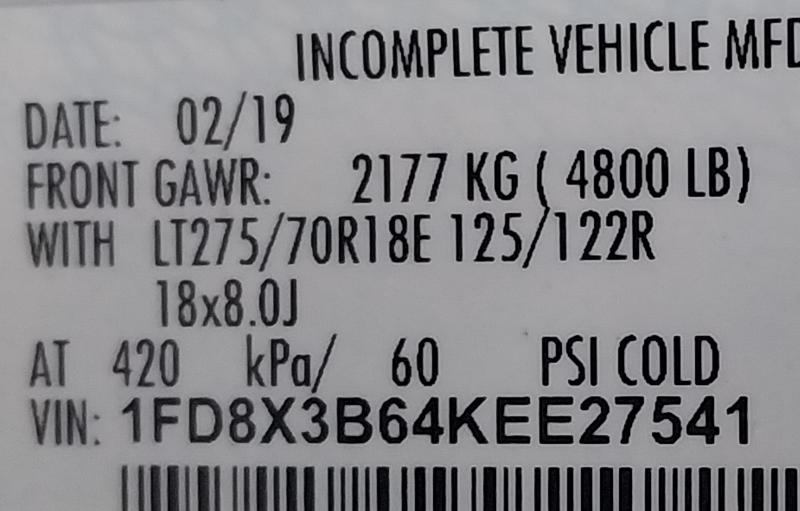 INCOMPLETE VEHICLE MFD
DATE: 02/19
FRONT GAWR: 2177 KG ( 4800 LB)
WITH LT275/70R18E 125/122R
18x8.0J
AT 420 kPa/ 60 PSI COLD
VIN: 1FD8X3B64KEE27541